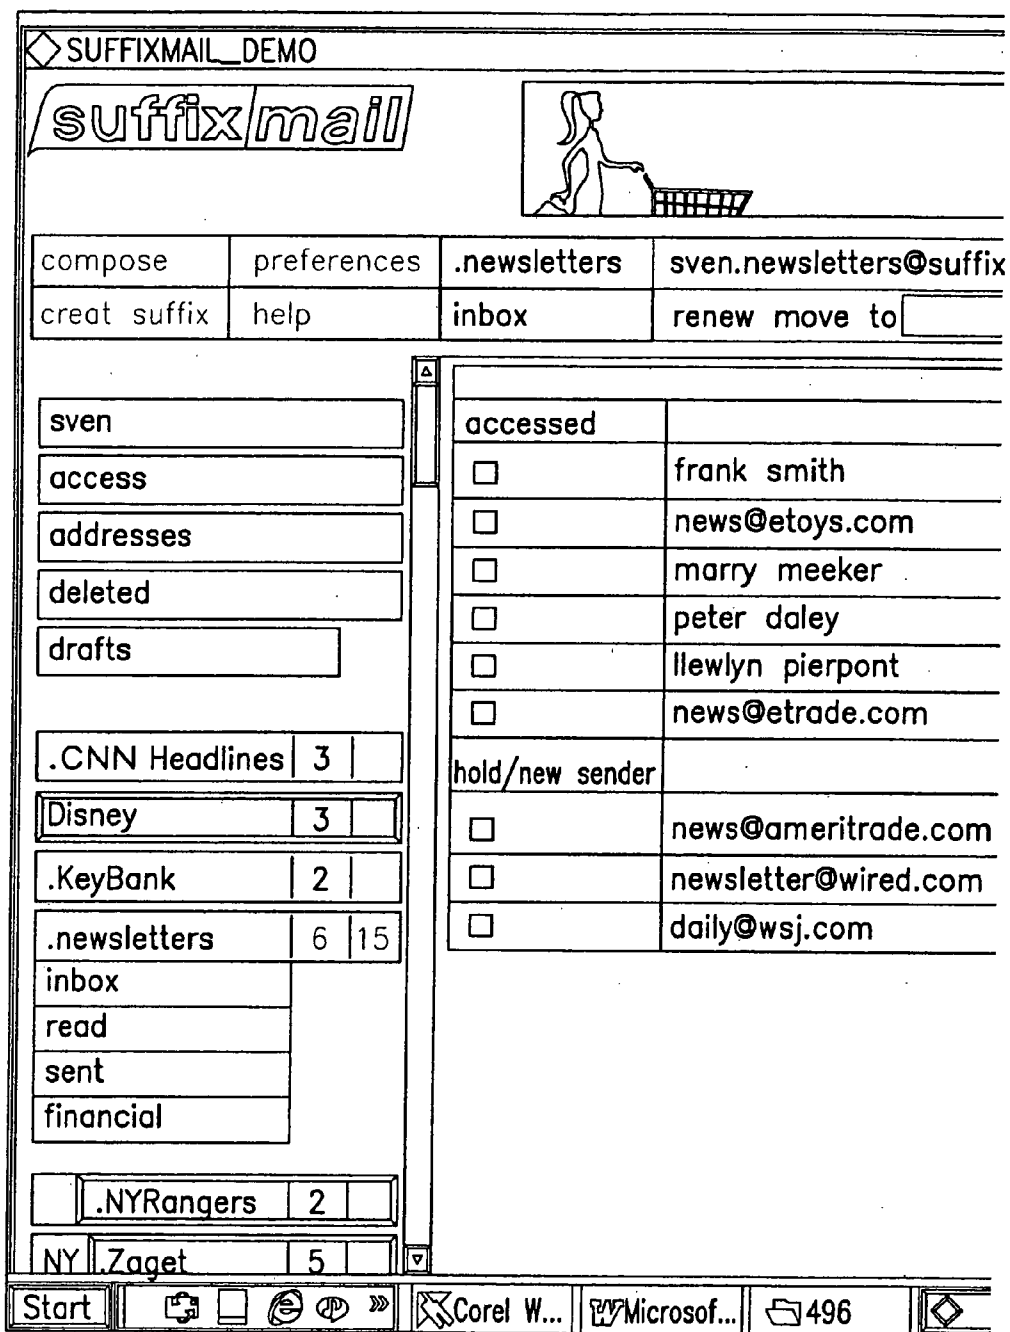 SUFFIXMAIL_DEMO
suffixmail
compose preferences .newsletters sven.newsletters@suffix
creat suffix help inbox renew move to
sven
access
addresses
deleted
drafts
.CNN Headlines 3
Disney 3
.KeyBank 2
.newsletters 6 15
inbox
read
sent
financial
.NYRangers 2
NY .Zaget 5
accessed
frank smith
news@etoys.com
marry meeker
peter daley
llewlyn pierpont
news@etrade.com
hold/new sender
news@ameritrade.com
newsletter@wired.com
daily@wsj.com
Start » Corel W... W Microsof... 496